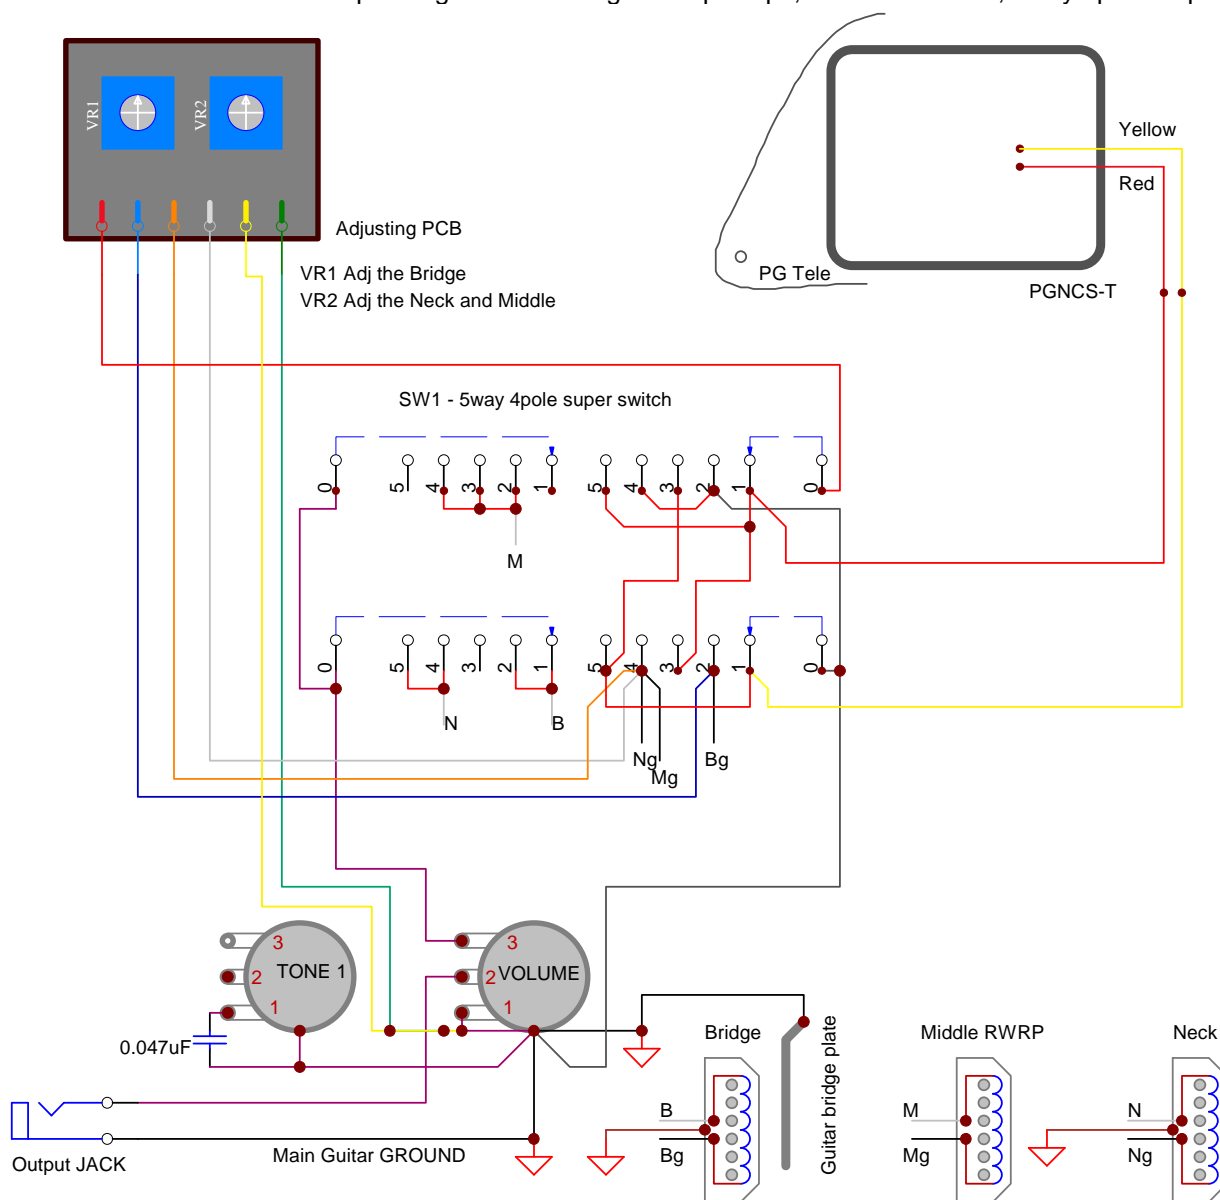 VR1
VR2
Yellow
Red
Adjusting PCB
VR1 Adj the Bridge
VR2 Adj the Neck and Middle
PG Tele
PGNCS-T
SW1 - 5way 4pole super switch
0 5 4 3 2 1 5 4 3 2 1 0
M
0 5 4 3 2 1 5 4 3 2 1 0
N B Ng Mg Bg
3 2 1 TONE 1
3 2 1 VOLUME
0.047uF
Bridge
Middle RWRP
Neck
Guitar bridge plate
B
Bg
M
Mg
N
Ng
Main Guitar GROUND
Output JACK